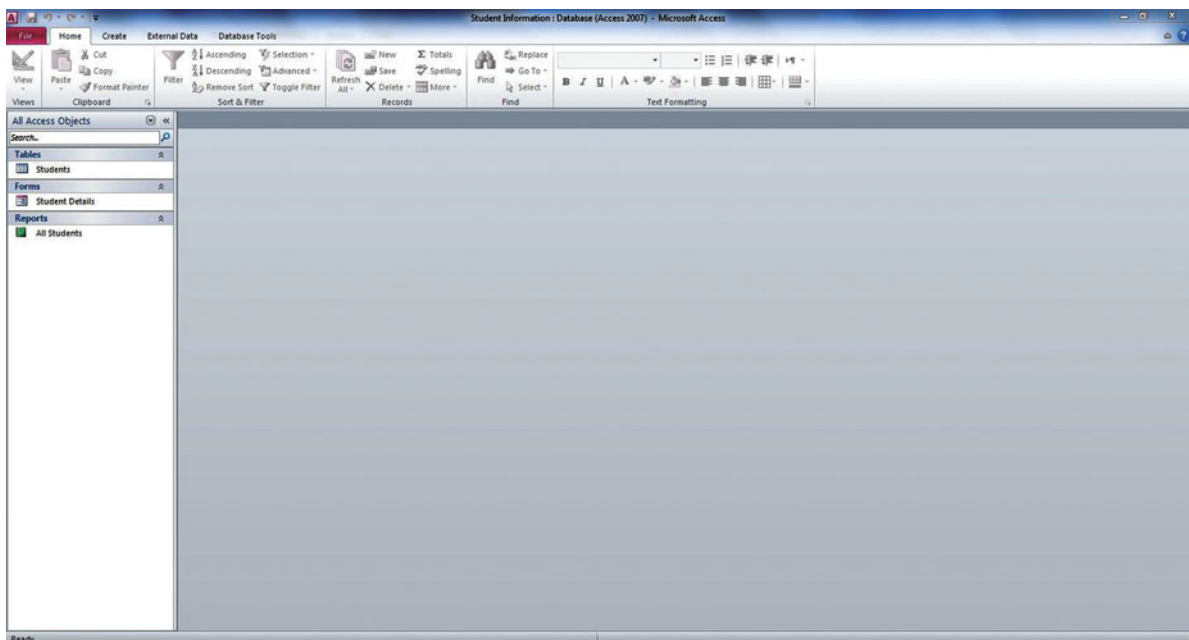 Student Information : Database (Access 2007) - Microsoft Access
File Home Create External Data Database Tools
View
Views
Paste
Cut
Copy
Format Painter
Clipboard
Filter
Ascending
Descending
Remove Sort
Selection
Advanced
Toggle Filter
Sort & Filter
Refresh
All
New
Save
Delete
Totals
Spelling
More
Records
Find
Replace
Go To
Select
Find
B I U A
Text Formatting
All Access Objects
Search...
Tables
Students
Forms
Student Details
Reports
All Students
Ready